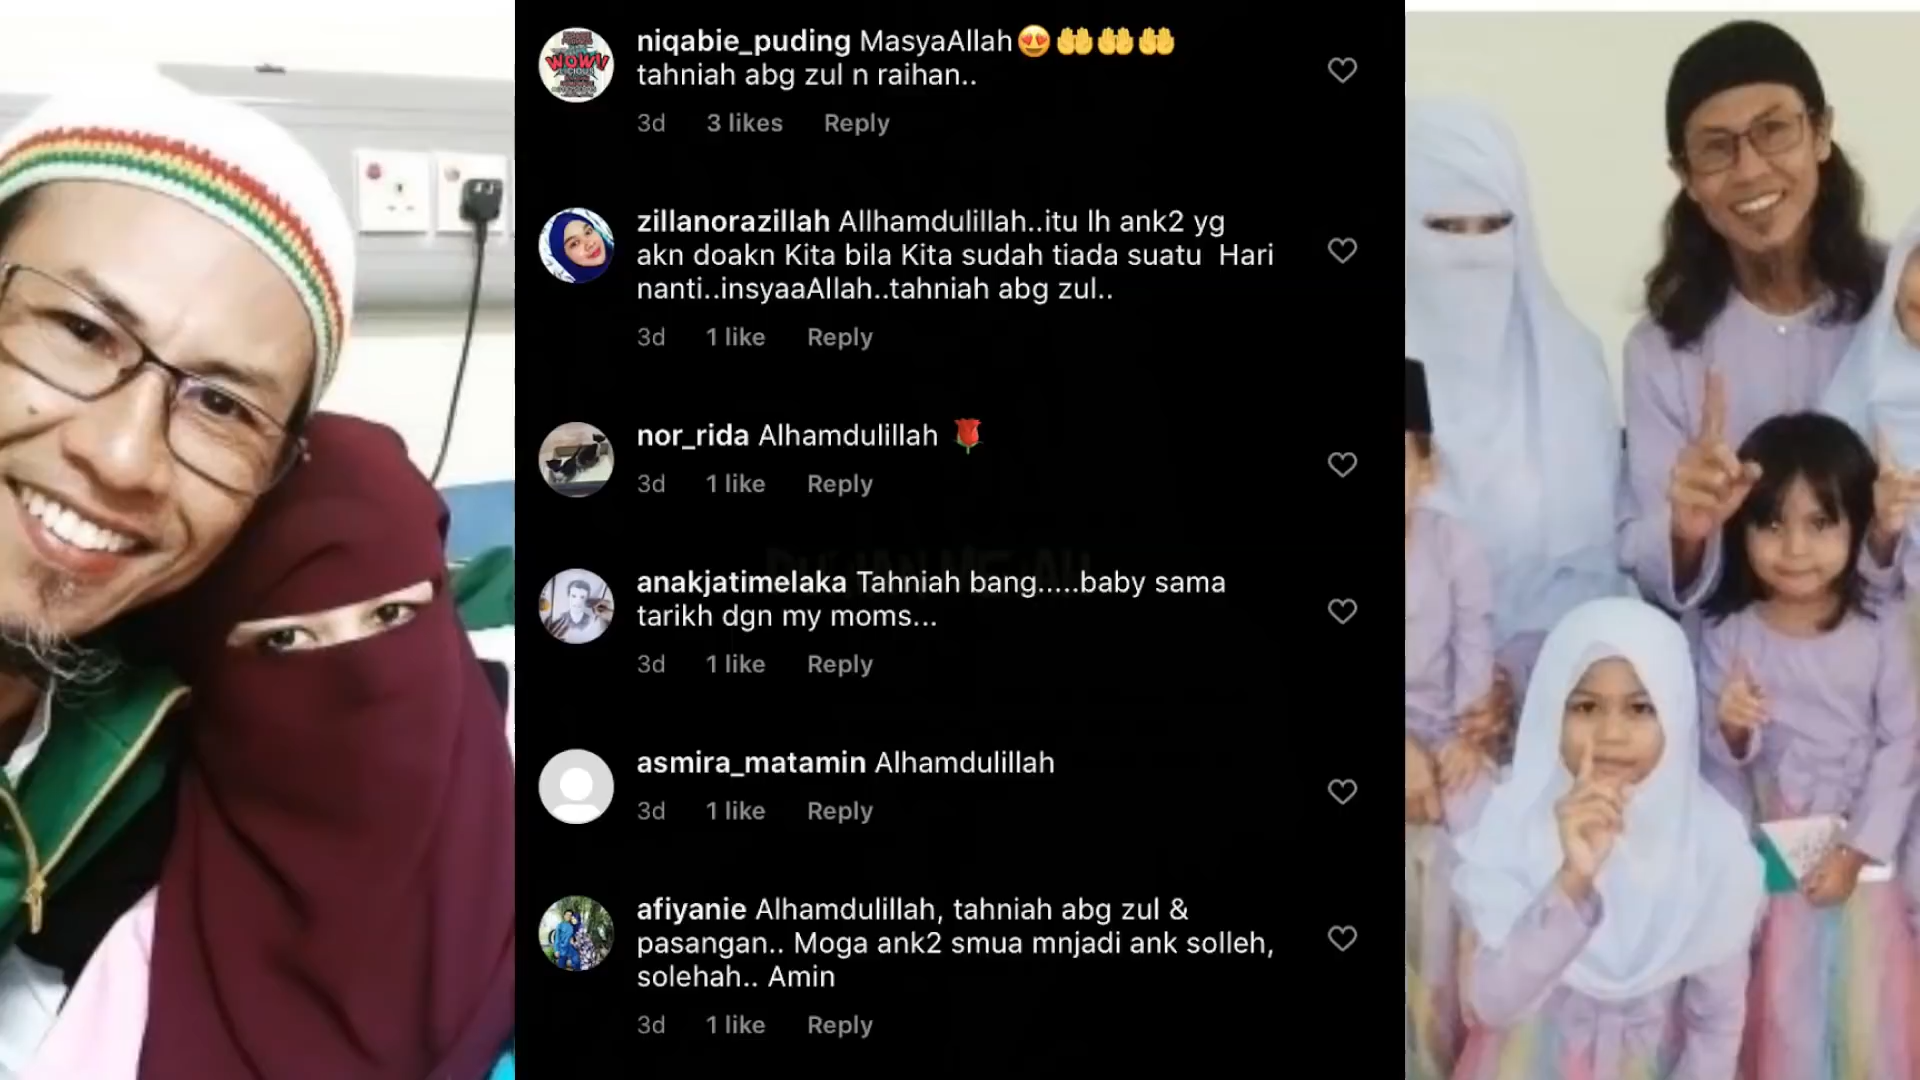 niqabie_puding MasyaAllah😍🤲🤲🤲
tahniah abg zul n raihan..
3d 3 likes Reply
zillanorazillah Allhamdulillah..itu lh ank2 yg
akn doakn Kita bila Kita sudah tiada suatu Hari
nanti..insyaaAllah..tahniah abg zul..
3d 1 like Reply
nor_rida Alhamdulillah 🌹
3d 1 like Reply
anakjatimelaka Tahniah bang.....baby sama
tarikh dgn my moms...
3d 1 like Reply
asmira_matamin Alhamdulillah
3d 1 like Reply
afiyanie Alhamdulillah, tahniah abg zul &
pasangan.. Moga ank2 smua mnjadi ank solleh,
solehah.. Amin
3d 1 like Reply
WOW!!